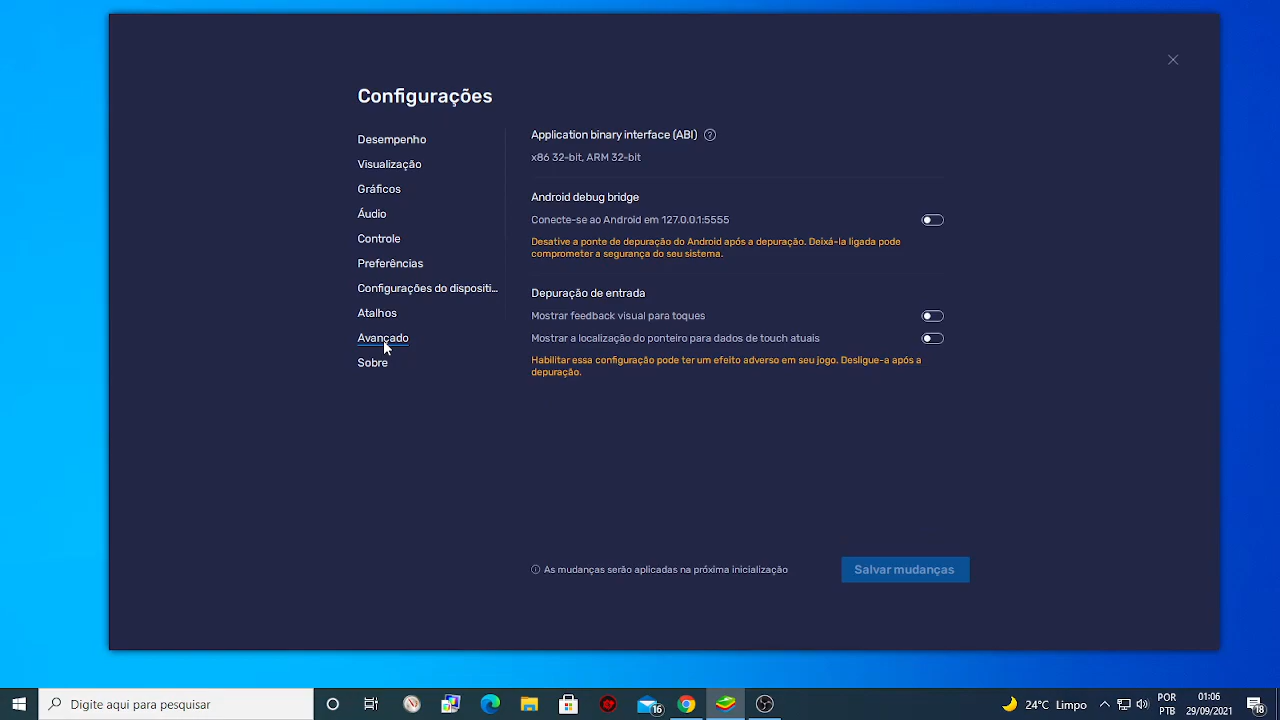 Configurações
Desempenho
Visualização
Gráficos
Áudio
Controle
Preferências
Configurações do dispositi...
Atalhos
Avançado
Sobre
Application binary interface (ABI) ?
x86 32-bit, ARM 32-bit
Android debug bridge
Conecte-se ao Android em 127.0.0.1:5555
Desative a ponte de depuração do Android após a depuração. Deixá-la ligada pode
comprometer a segurança do seu sistema.
Depuração de entrada
Mostrar feedback visual para toques
Mostrar a localização do ponteiro para dados de touch atuais
Habilitar essa configuração pode ter um efeito adverso em seu jogo. Desligue-a após a
depuração.
As mudanças serão aplicadas na próxima inicialização
Salvar mudanças
Digite aqui para pesquisar
16
24°C Limpo
POR
PTB
01:06
29/09/2021
18